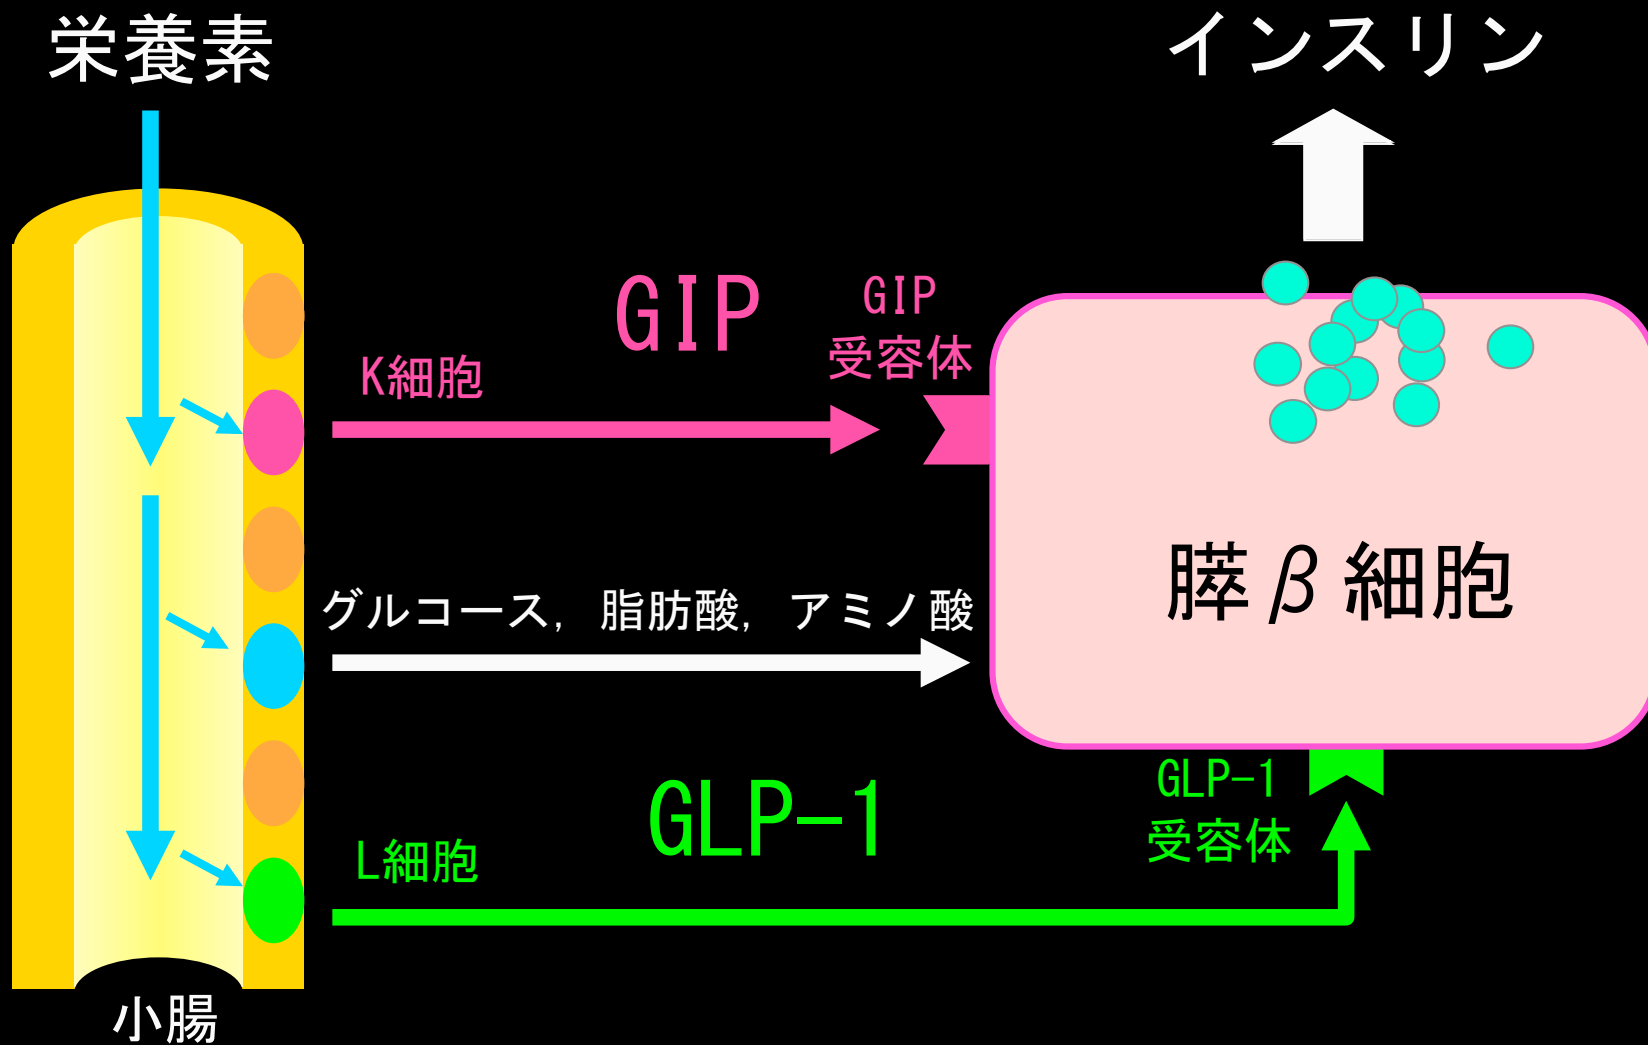 栄養素
インスリン
GIP
GIP
受容体
K細胞
膵β細胞
グルコース, 脂肪酸, アミノ酸
GLP-1
GLP-1
受容体
L細胞
小腸